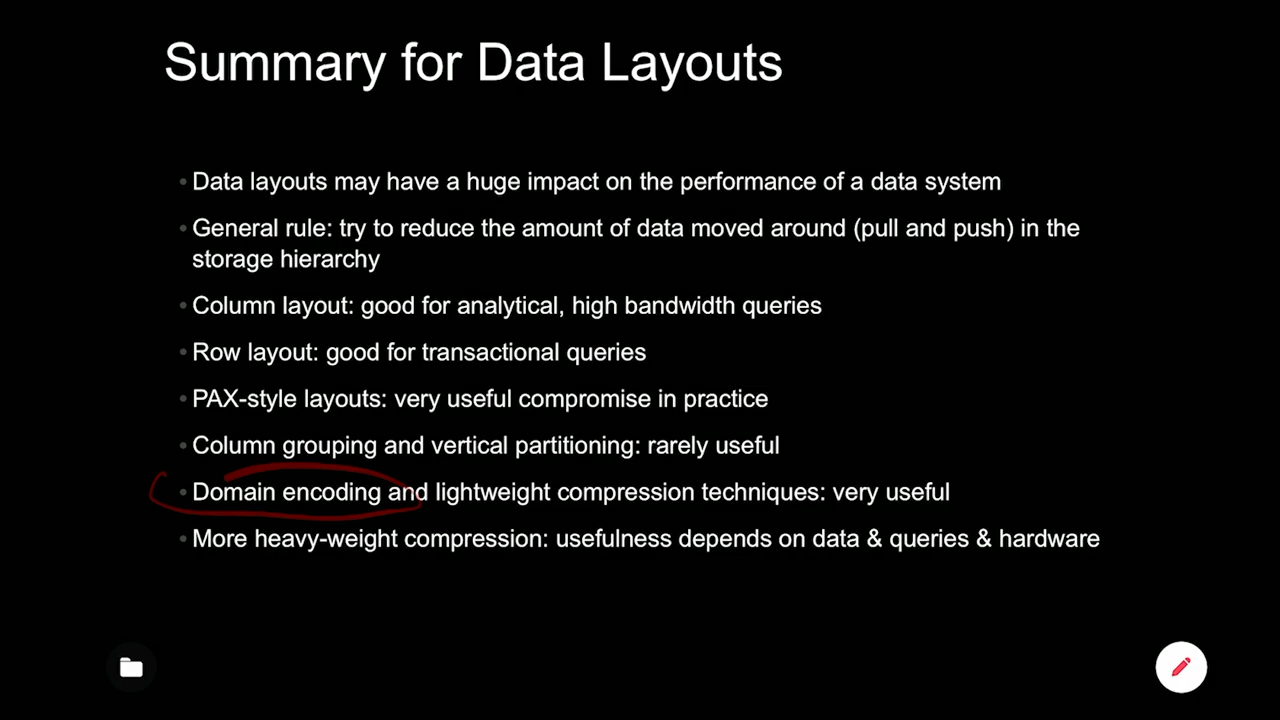 Summary for Data Layouts
• Data layouts may have a huge impact on the performance of a data system
• General rule: try to reduce the amount of data moved around (pull and push) in the
storage hierarchy
• Column layout: good for analytical, high bandwidth queries
• Row layout: good for transactional queries
• PAX-style layouts: very useful compromise in practice
• Column grouping and vertical partitioning: rarely useful
• Domain encoding and lightweight compression techniques: very useful
• More heavy-weight compression: usefulness depends on data & queries & hardware